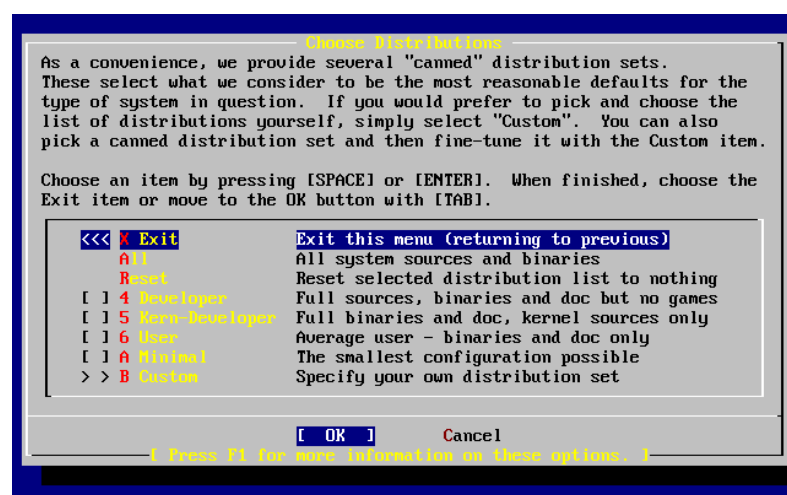 Choose Distributions
As a convenience, we provide several "canned" distribution sets.
These select what we consider to be the most reasonable defaults for the
type of system in question.  If you would prefer to pick and choose the
list of distributions yourself, simply select "Custom".  You can also
pick a canned distribution set and then fine-tune it with the Custom item.
Choose an item by pressing [SPACE] or [ENTER].  When finished, choose the
Exit item or move to the OK button with [TAB].
<<< X Exit Exit this menu (returning to previous)
All All system sources and binaries
Reset Reset selected distribution list to nothing
[ ] 4 Developer Full sources, binaries and doc but no games
[ ] 5 Kern-Developer Full binaries and doc, kernel sources only
[ ] 6 User Average user - binaries and doc only
[ ] A Minimal The smallest configuration possible
> > B Custom Specify your own distribution set
[ OK ] Cancel
[ Press F1 for more information on these options. ]